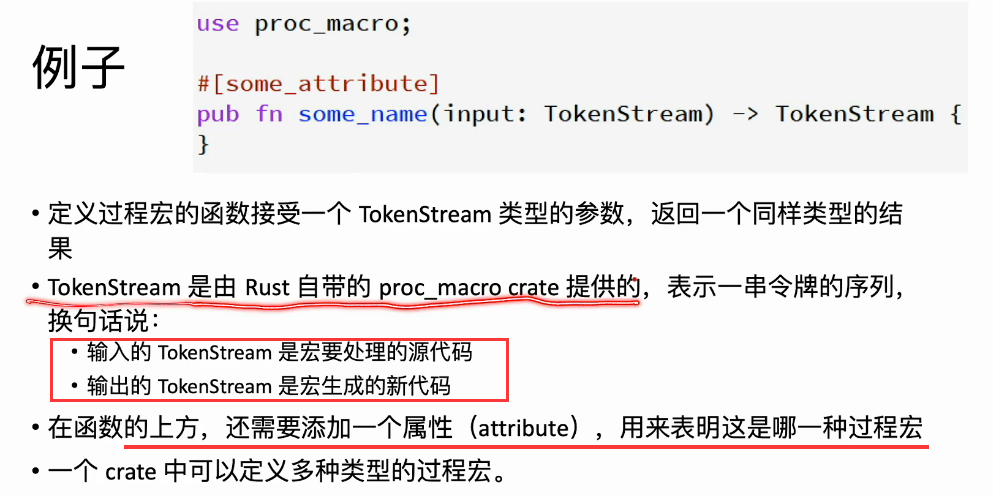 例子
use proc_macro;
#[some_attribute]
pub fn some_name(input: TokenStream) -> TokenStream {
}
• 定义过程宏的函数接受一个 TokenStream 类型的参数，返回一个同样类型的结
果
• TokenStream 是由 Rust 自带的 proc_macro crate 提供的，表示一串令牌的序列，
换句话说：
• 输入的 TokenStream 是宏要处理的源代码
• 输出的 TokenStream 是宏生成的新代码
• 在函数的上方，还需要添加一个属性（attribute），用来表明这是哪一种过程宏
• 一个 crate 中可以定义多种类型的过程宏。